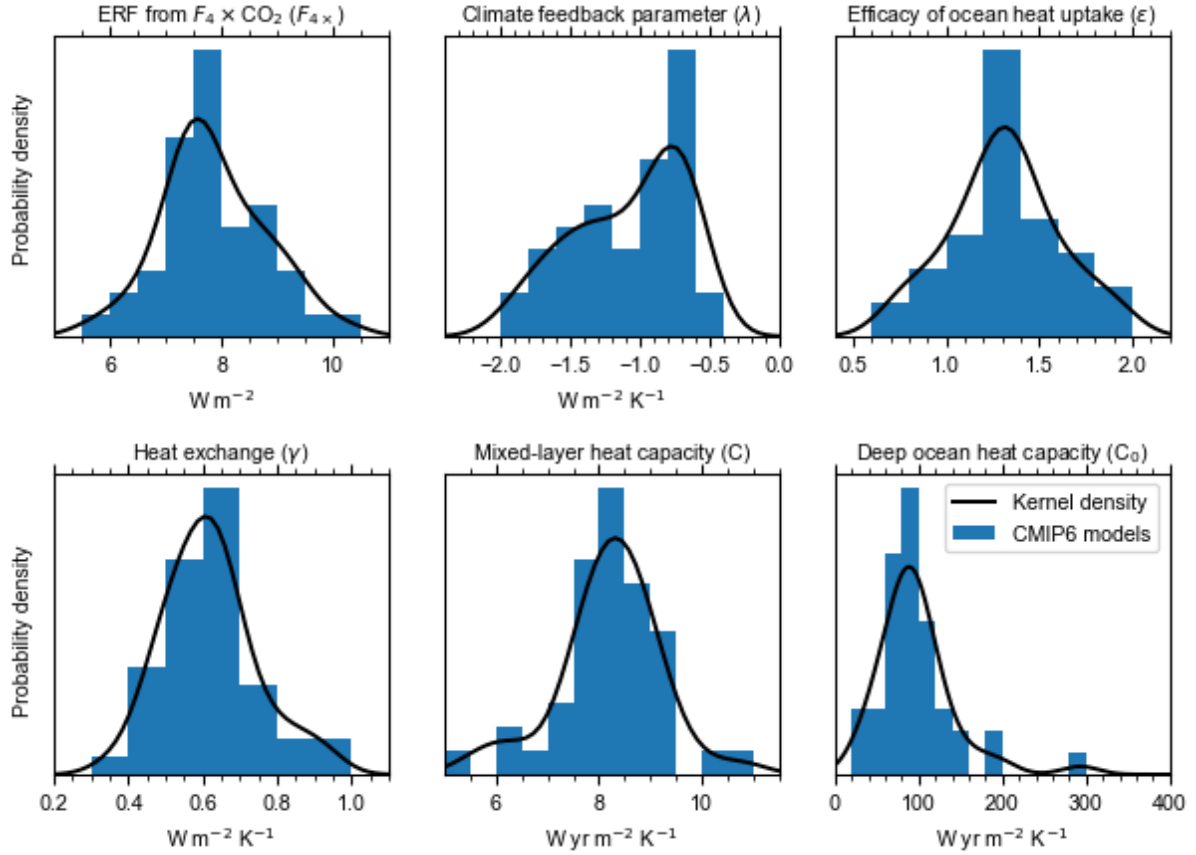 ERF from F₄ × CO₂ (F₄ₓ)
Climate feedback parameter (λ)
Efficacy of ocean heat uptake (ε)
Probability density
6 8 10
−2.0 −1.5 −1.0 −0.5 0.0
0.5 1.0 1.5 2.0
W m⁻²
W m⁻² K⁻¹
Heat exchange (γ)
Mixed-layer heat capacity (C)
Deep ocean heat capacity (C₀)
Probability density
Kernel density
CMIP6 models
0.2 0.4 0.6 0.8 1.0
6 8 10
0 100 200 300 400
W m⁻² K⁻¹
W yr m⁻² K⁻¹
W yr m⁻² K⁻¹